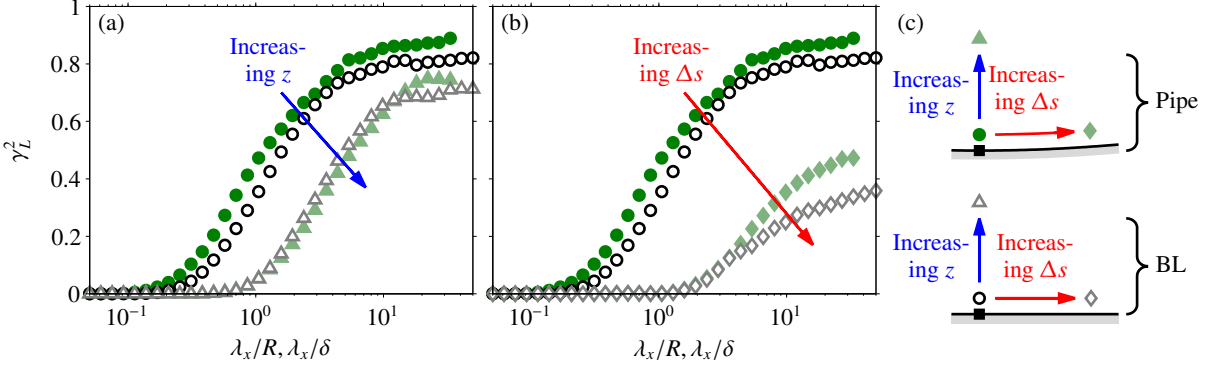 (a)
Increas-
ing z
γ_L^2
0
0.2
0.4
0.6
0.8
1
10^{-1}
10^0
10^1
λ_x/R, λ_x/δ
(b)
Increas-
ing Δs
10^{-1}
10^0
10^1
λ_x/R, λ_x/δ
(c)
Increas-
ing z
Increas-
ing Δs
Pipe
Increas-
ing z
Increas-
ing Δs
BL